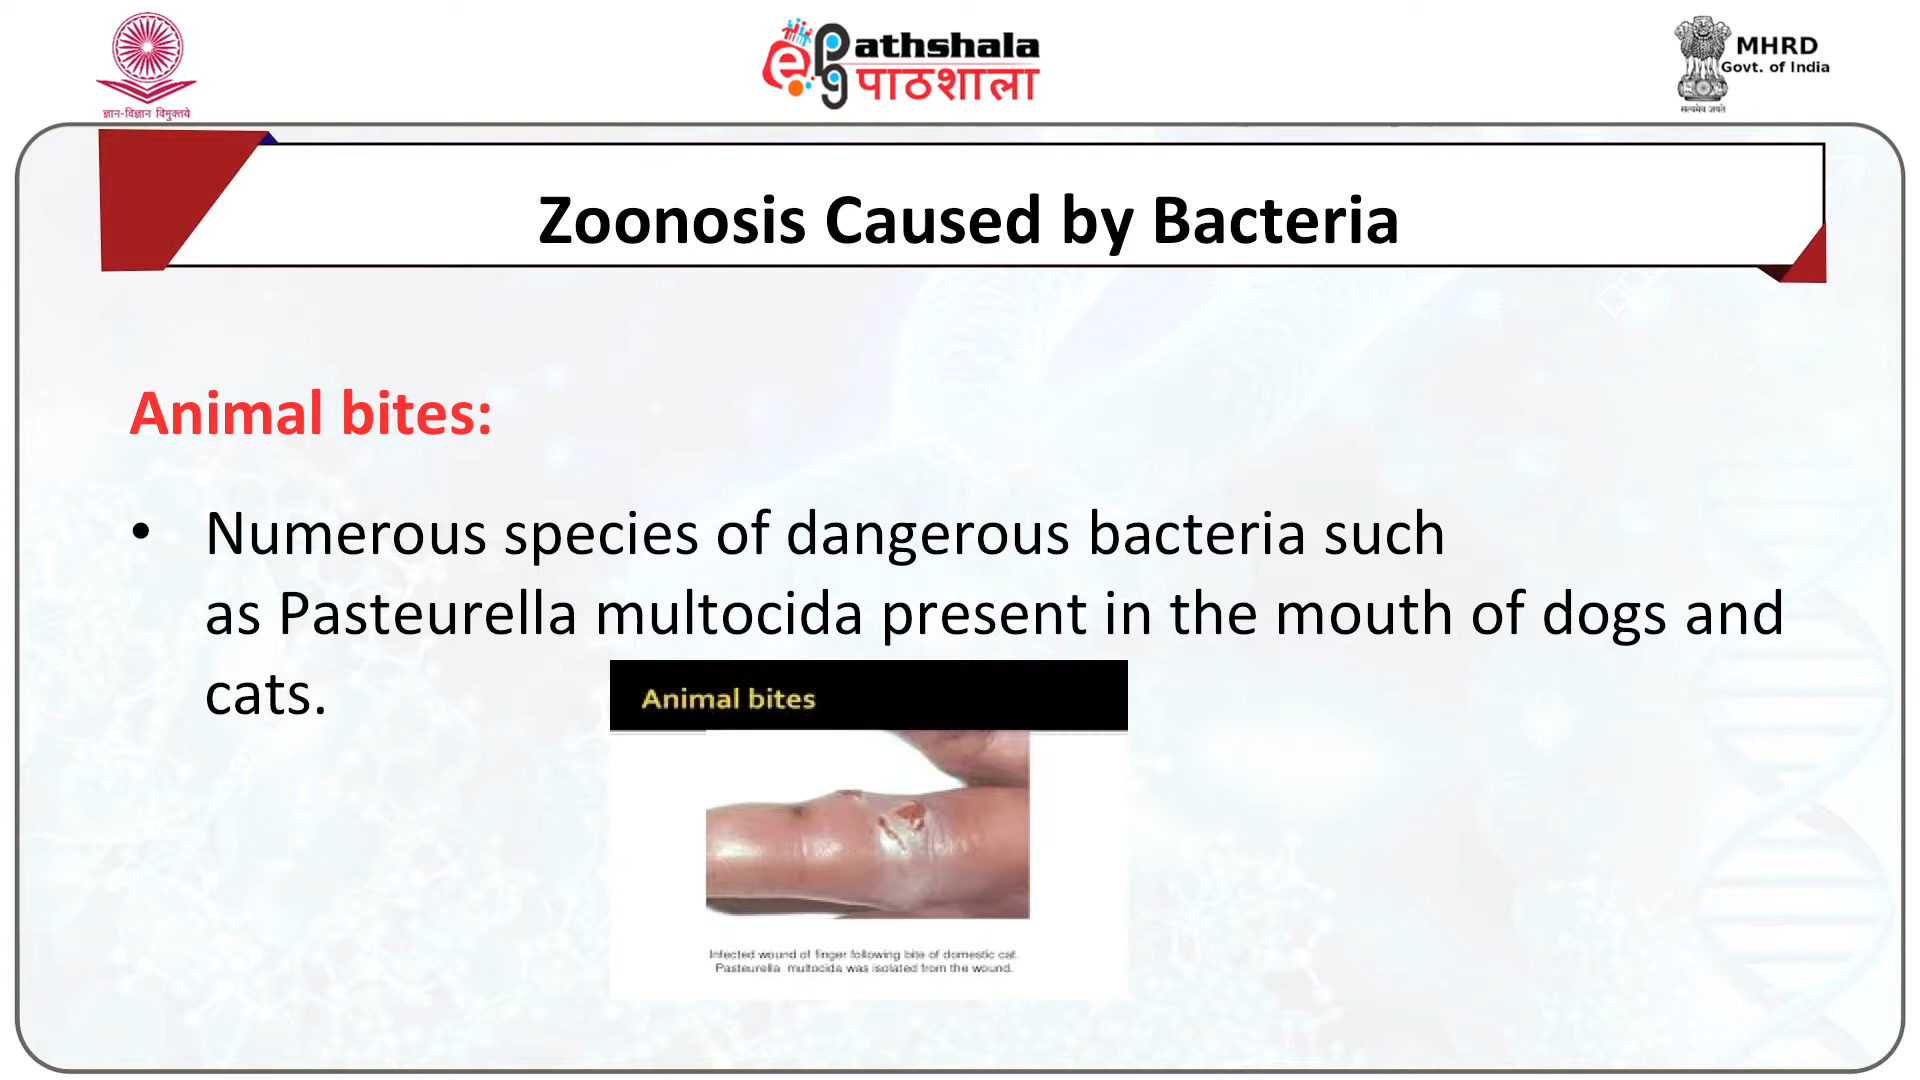 ज्ञान-विज्ञान विमुक्तये
ePG Pathshala
पाठशाला
MHRD
Govt. of India
सत्यमेव जयते
Zoonosis Caused by Bacteria
Animal bites:
• Numerous species of dangerous bacteria such
as Pasteurella multocida present in the mouth of dogs and
cats.
Animal bites
Infected wound of finger following bite of domestic cat.
Pasteurella multocida was isolated from the wound.